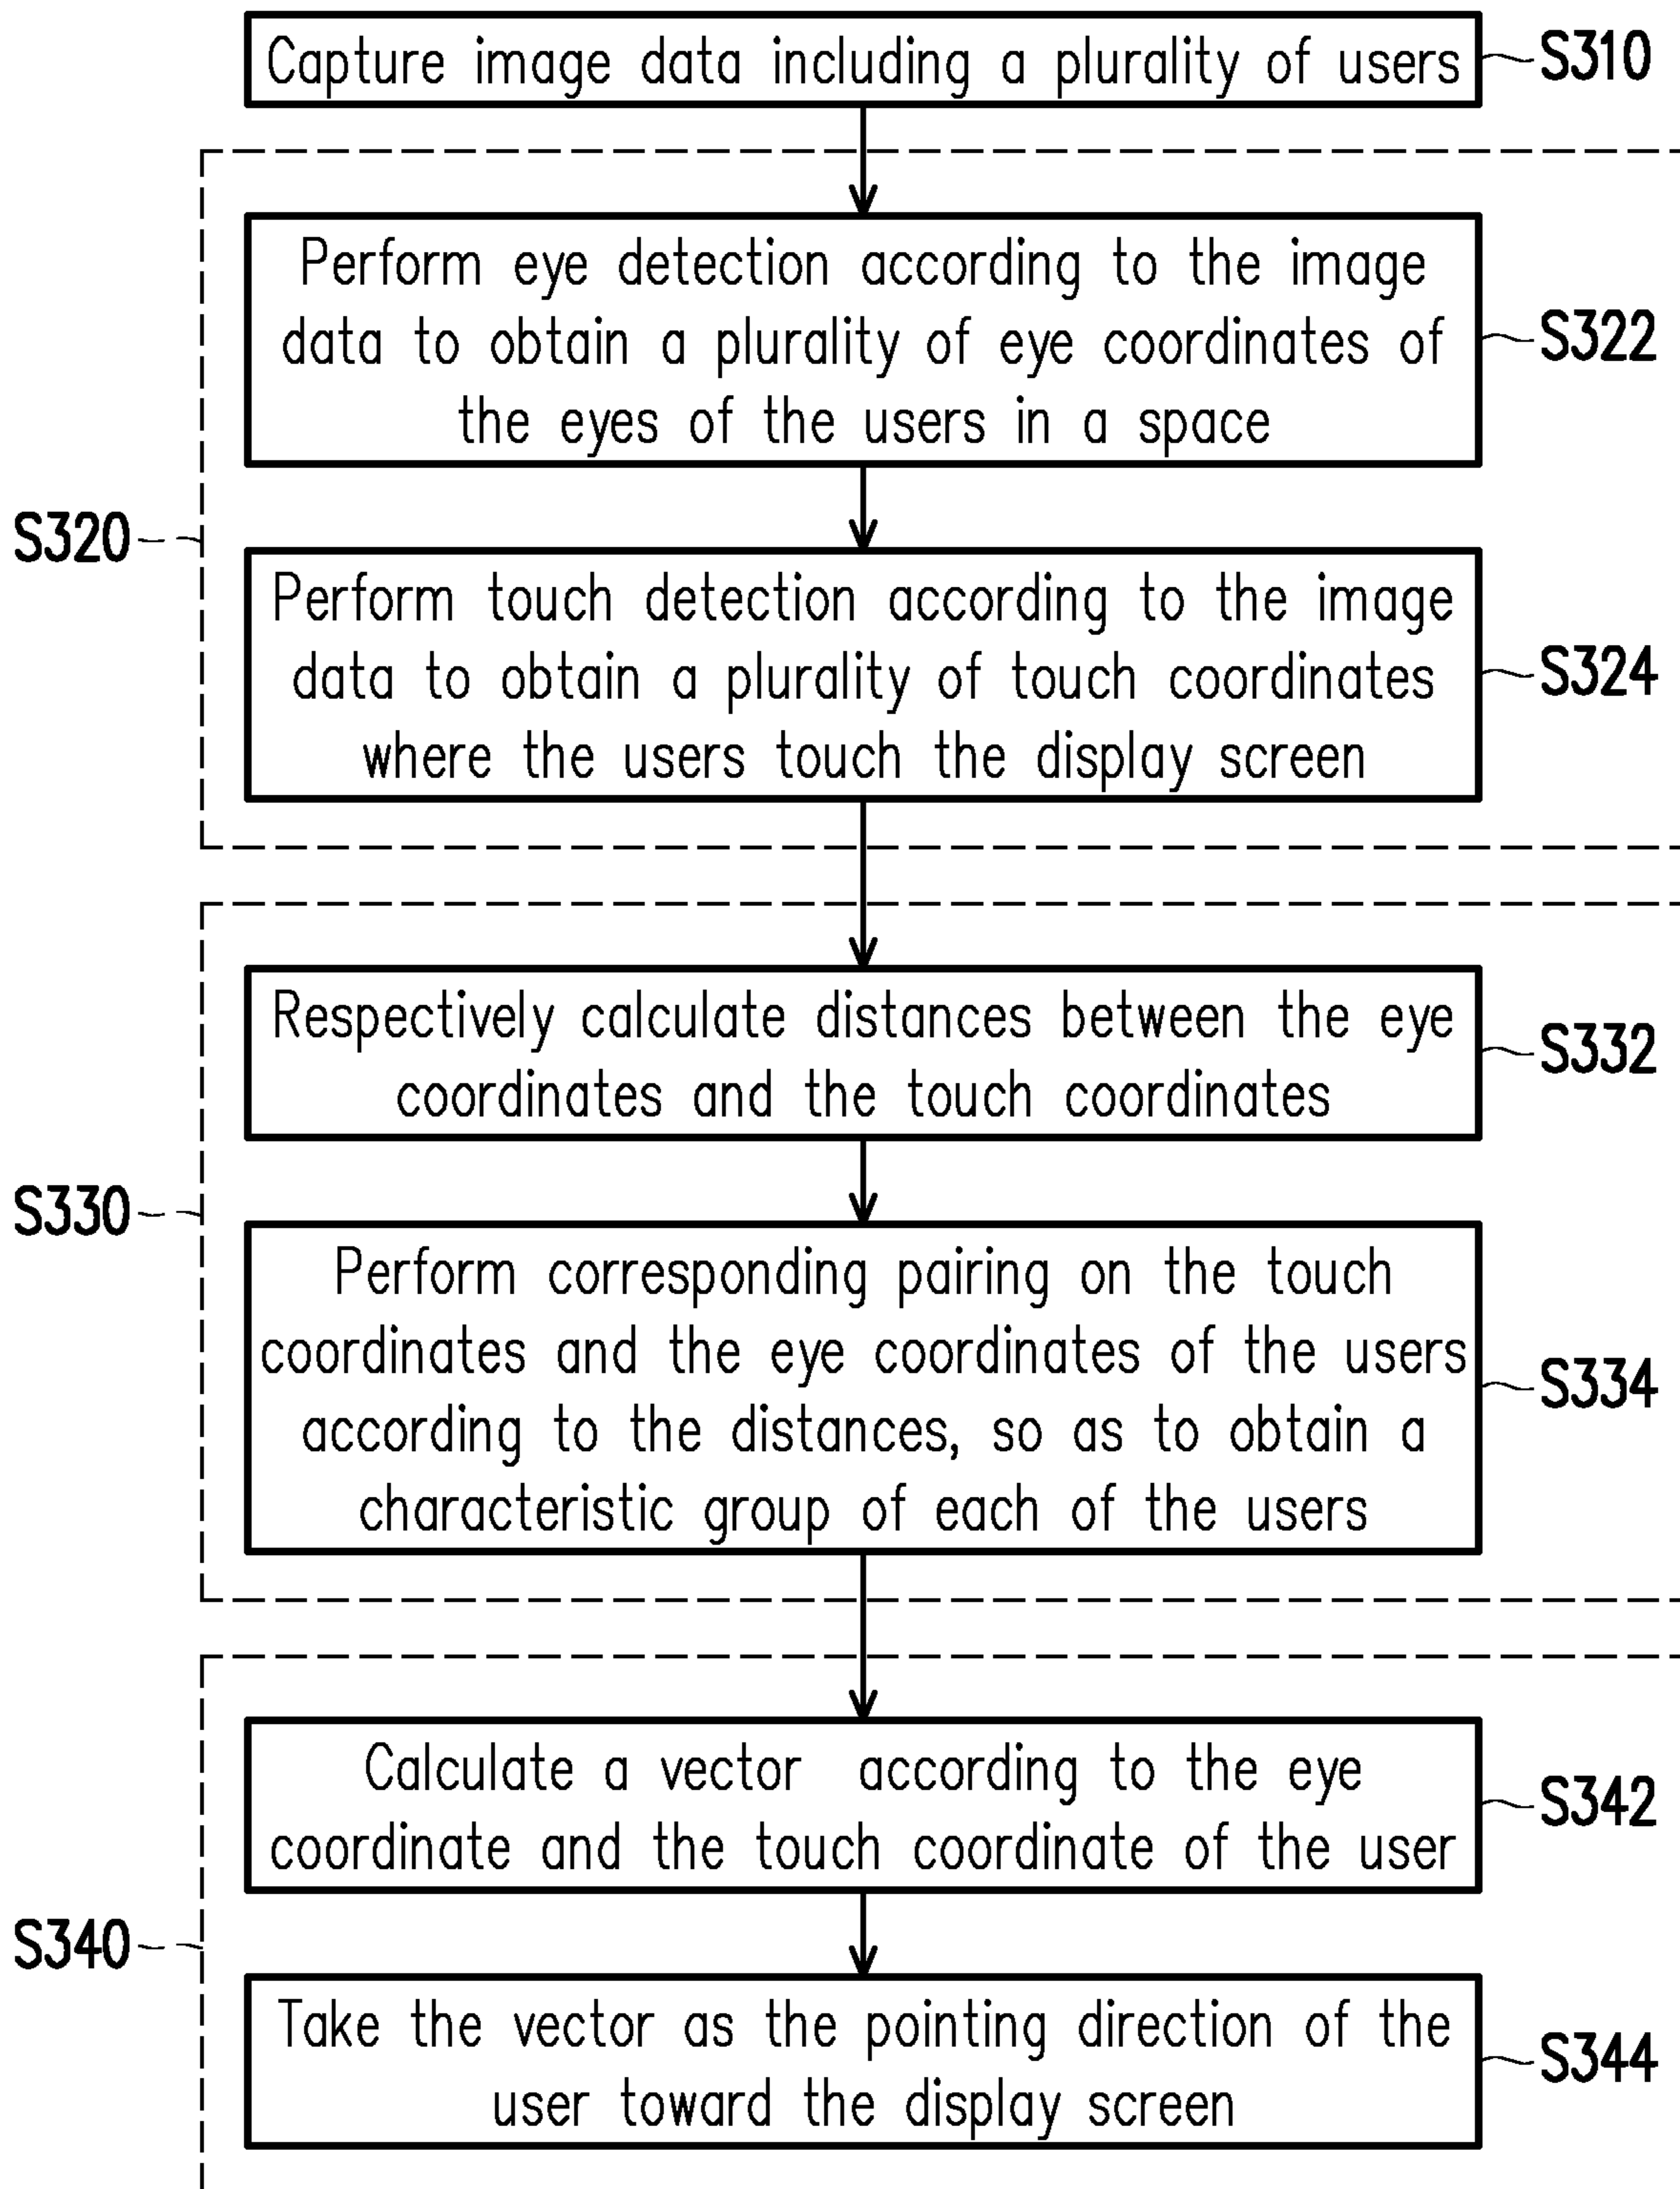 Capture image data including a plurality of users
S310
Perform eye detection according to the image
data to obtain a plurality of eye coordinates of
the eyes of the users in a space
S322
S320
Perform touch detection according to the image
data to obtain a plurality of touch coordinates
where the users touch the display screen
S324
Respectively calculate distances between the eye
coordinates and the touch coordinates
S332
S330
Perform corresponding pairing on the touch
coordinates and the eye coordinates of the users
according to the distances, so as to obtain a
characteristic group of each of the users
S334
Calculate a vector according to the eye
coordinate and the touch coordinate of the user
S342
S340
Take the vector as the pointing direction of the
user toward the display screen
S344